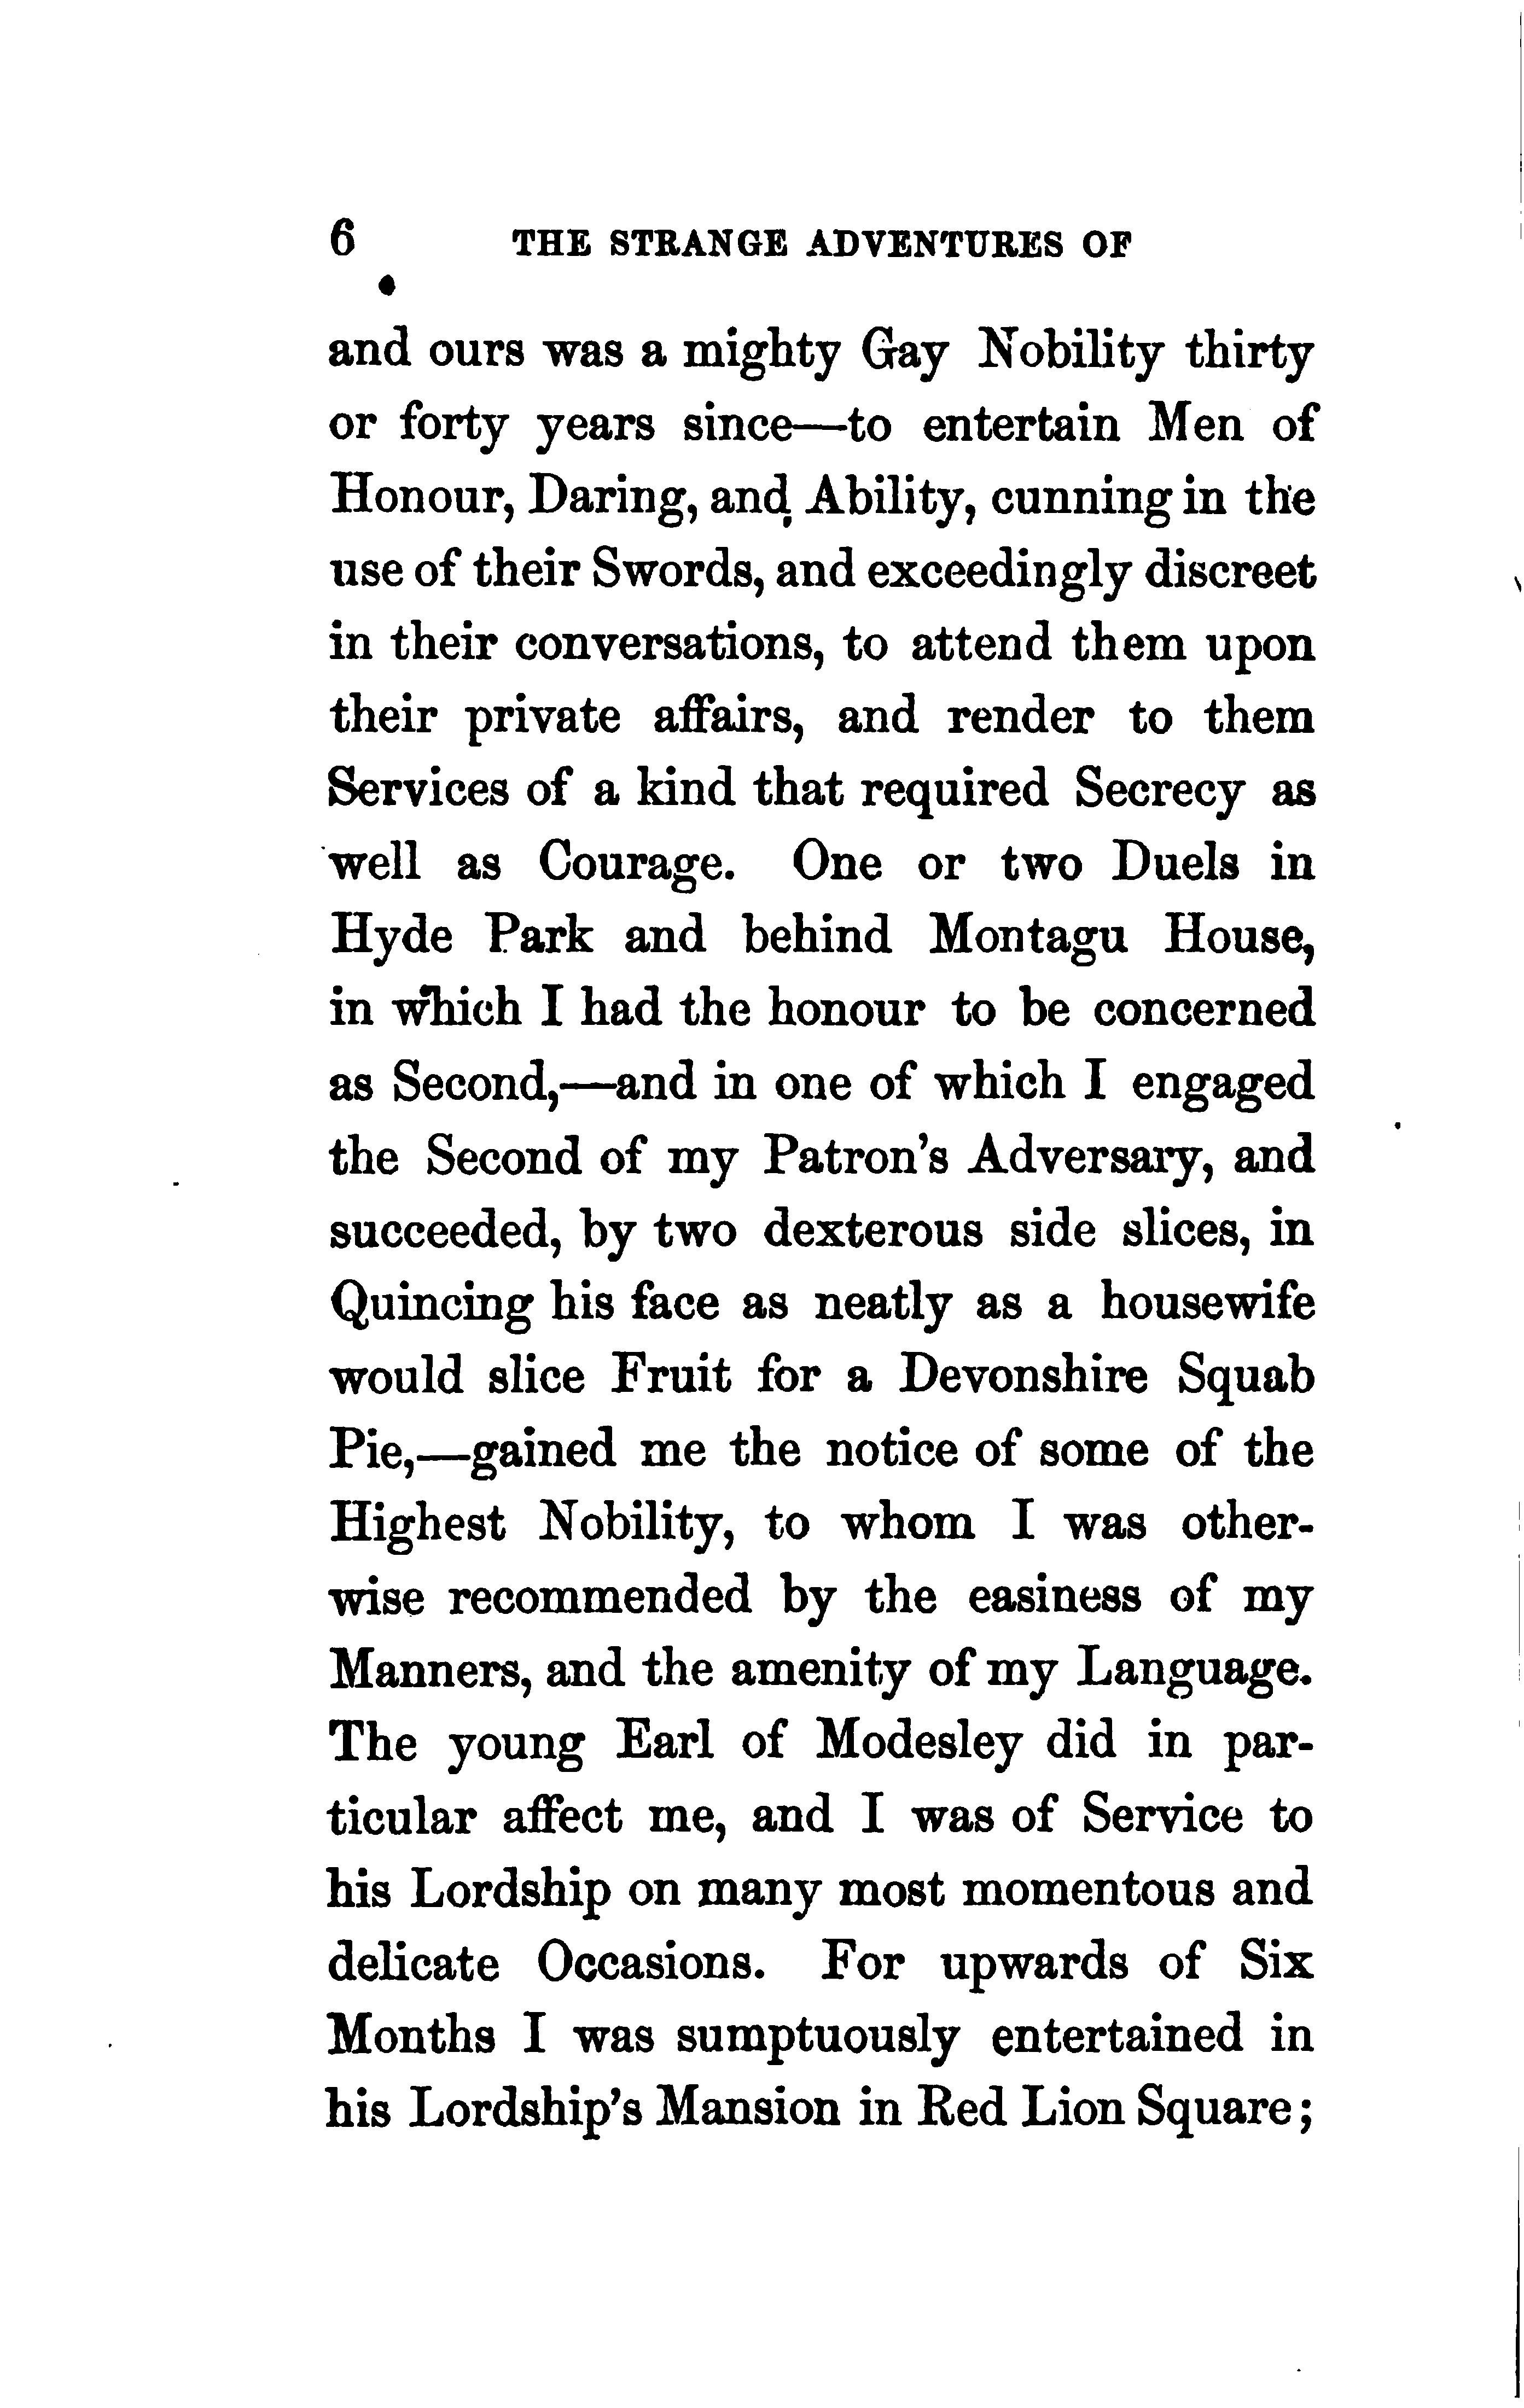 6 THE STRANGE ADVENTURES OF
and ours was a mighty Gay Nobility thirty
or forty years since—to entertain Men of
Honour, Daring, and Ability, cunning in the
use of their Swords, and exceedingly discreet
in their conversations, to attend them upon
their private affairs, and render to them
Services of a kind that required Secrecy as
well as Courage. One or two Duels in
Hyde Park and behind Montagu House,
in which I had the honour to be concerned
as Second,—and in one of which I engaged
the Second of my Patron's Adversary, and
succeeded, by two dexterous side slices, in
Quincing his face as neatly as a housewife
would slice Fruit for a Devonshire Squab
Pie,—gained me the notice of some of the
Highest Nobility, to whom I was other-
wise recommended by the easiness of my
Manners, and the amenity of my Language.
The young Earl of Modesley did in par-
ticular affect me, and I was of Service to
his Lordship on many most momentous and
delicate Occasions. For upwards of Six
Months I was sumptuously entertained in
his Lordship's Mansion in Red Lion Square;